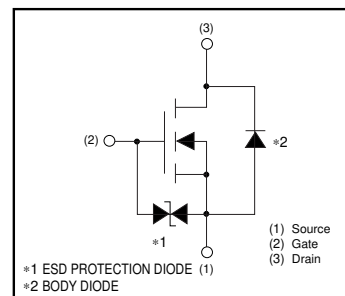 (3)
(2)
∗2
∗1
(1) Source
(2) Gate
(3) Drain
∗1 ESD PROTECTION DIODE (1)
∗2 BODY DIODE